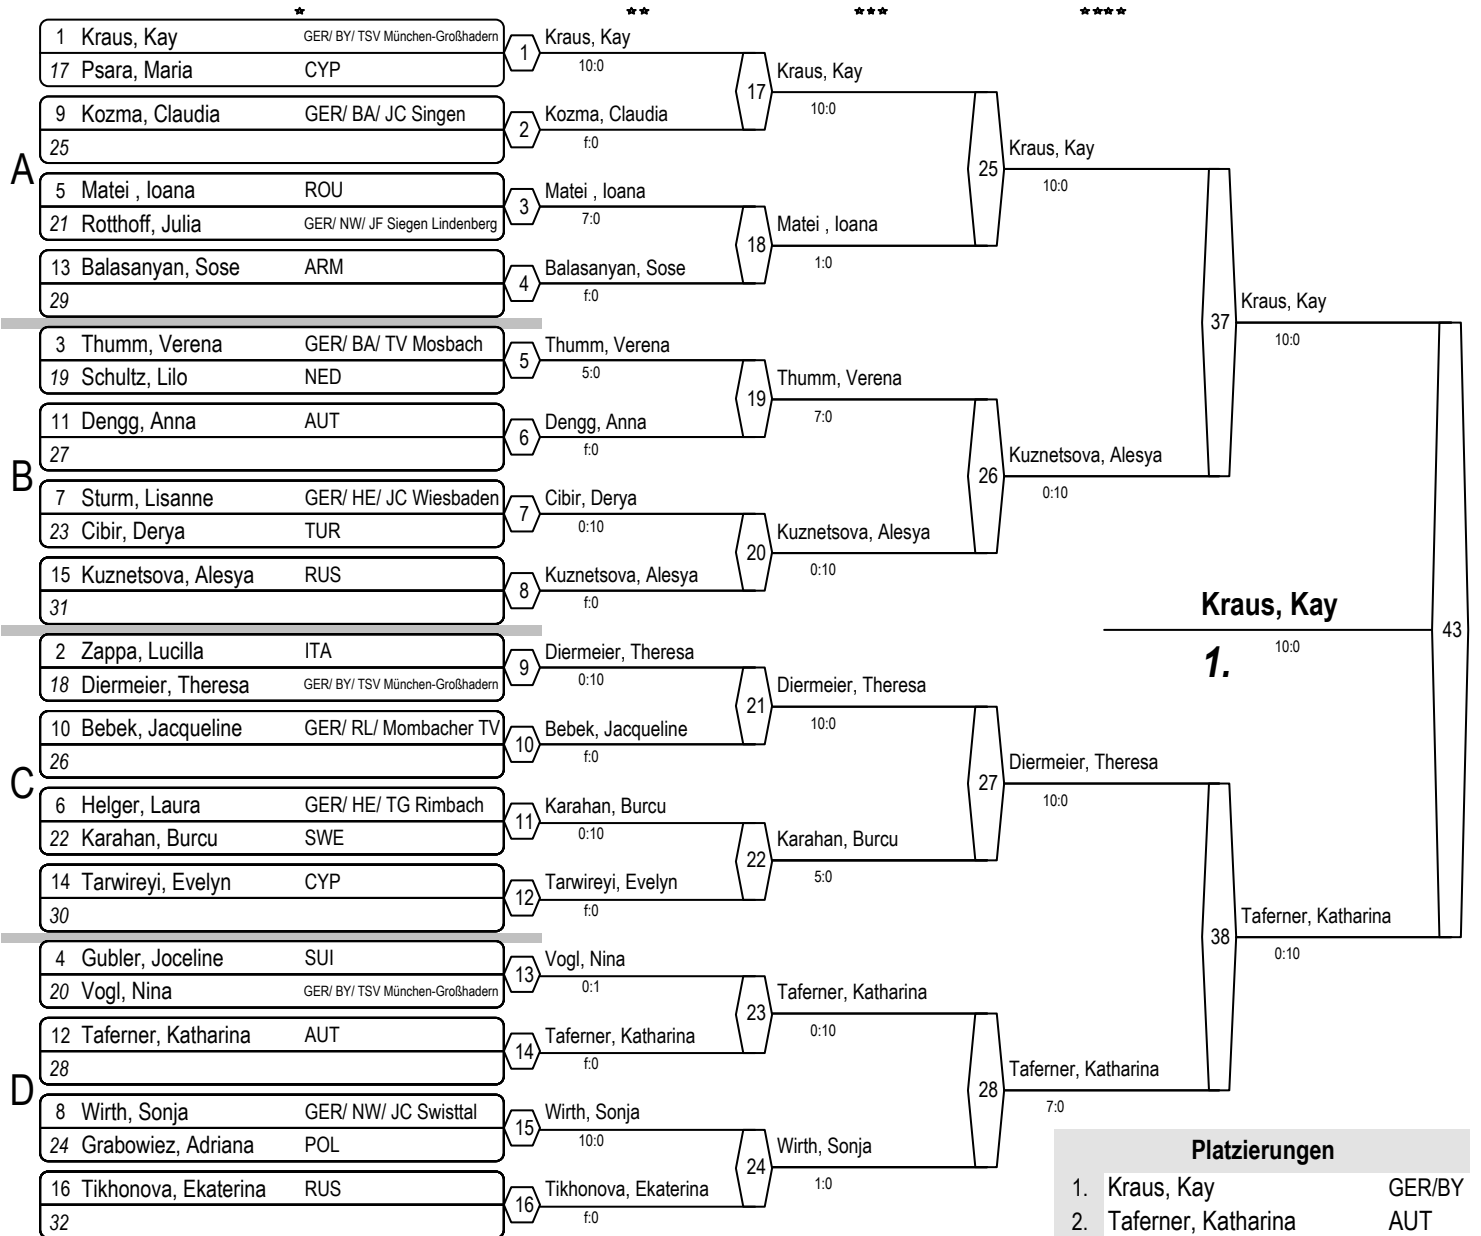 * ** *** ****
A
1 Kraus, Kay GER/ BY/ TSV München-Großhadern
17 Psara, Maria CYP
9 Kozma, Claudia GER/ BA/ JC Singen
25
5 Matei , Ioana ROU
21 Rotthoff, Julia GER/ NW/ JF Siegen Lindenberg
13 Balasanyan, Sose ARM
29
B
3 Thumm, Verena GER/ BA/ TV Mosbach
19 Schultz, Lilo NED
11 Dengg, Anna AUT
27
7 Sturm, Lisanne GER/ HE/ JC Wiesbaden
23 Cibir, Derya TUR
15 Kuznetsova, Alesya RUS
31
C
2 Zappa, Lucilla ITA
18 Diermeier, Theresa GER/ BY/ TSV München-Großhadern
10 Bebek, Jacqueline GER/ RL/ Mombacher TV
26
6 Helger, Laura GER/ HE/ TG Rimbach
22 Karahan, Burcu SWE
14 Tarwireyi, Evelyn CYP
30
D
4 Gubler, Joceline SUI
20 Vogl, Nina GER/ BY/ TSV München-Großhadern
12 Taferner, Katharina AUT
28
8 Wirth, Sonja GER/ NW/ JC Swisttal
24 Grabowiez, Adriana POL
16 Tikhonova, Ekaterina RUS
32
1 Kraus, Kay
10:0
2 Kozma, Claudia
f:0
3 Matei , Ioana
7:0
4 Balasanyan, Sose
f:0
5 Thumm, Verena
5:0
6 Dengg, Anna
f:0
7 Cibir, Derya
0:10
8 Kuznetsova, Alesya
f:0
9 Diermeier, Theresa
0:10
10 Bebek, Jacqueline
f:0
11 Karahan, Burcu
0:10
12 Tarwireyi, Evelyn
f:0
13 Vogl, Nina
0:1
14 Taferner, Katharina
f:0
15 Wirth, Sonja
10:0
16 Tikhonova, Ekaterina
f:0
17 Kraus, Kay
10:0
18 Matei , Ioana
1:0
19 Thumm, Verena
7:0
20 Kuznetsova, Alesya
0:10
21 Diermeier, Theresa
10:0
22 Karahan, Burcu
5:0
23 Taferner, Katharina
0:10
24 Wirth, Sonja
1:0
25 Kraus, Kay
10:0
26 Kuznetsova, Alesya
0:10
27 Diermeier, Theresa
10:0
28 Taferner, Katharina
7:0
37 Kraus, Kay
10:0
38 Taferner, Katharina
0:10
43
Kraus, Kay
10:0
1.
Platzierungen
1. Kraus, Kay GER/BY
2. Taferner, Katharina AUT